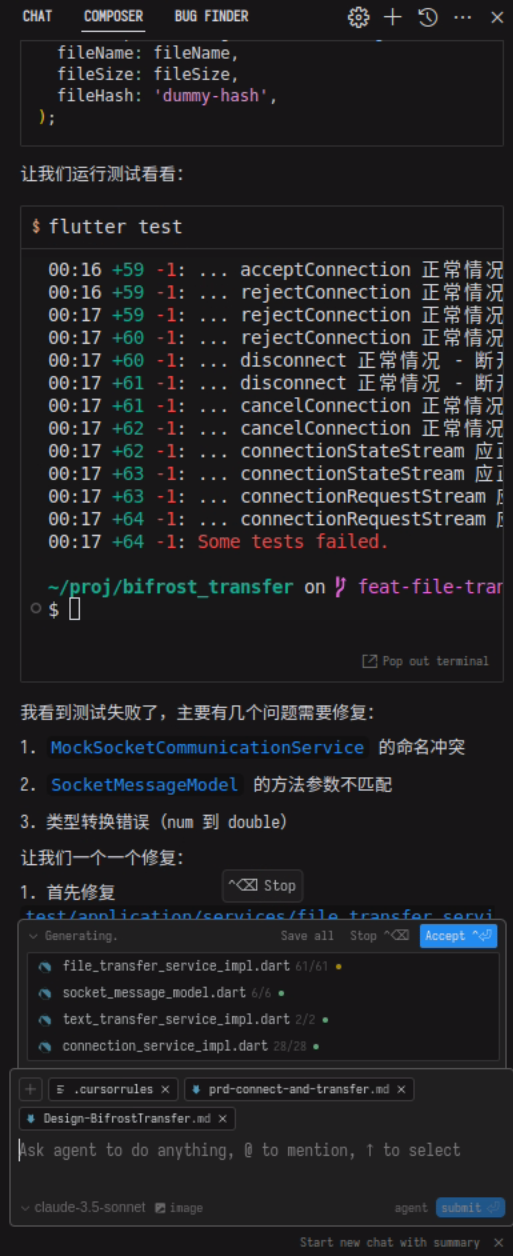 CHAT COMPOSER BUG FINDER
fileName: fileName,
fileSize: fileSize,
fileHash: 'dummy-hash',
);
让我们运行测试看看：
$ flutter test
00:16 +59 -1: ... acceptConnection 正常情况
00:16 +59 -1: ... rejectConnection 正常情况
00:17 +59 -1: ... rejectConnection 正常情况
00:17 +60 -1: ... rejectConnection 正常情况
00:17 +60 -1: ... disconnect 正常情况 - 断开
00:17 +61 -1: ... disconnect 正常情况 - 断开
00:17 +61 -1: ... cancelConnection 正常情况
00:17 +62 -1: ... cancelConnection 正常情况
00:17 +62 -1: ... connectionStateStream 应正
00:17 +63 -1: ... connectionStateStream 应正
00:17 +63 -1: ... connectionRequestStream
00:17 +64 -1: ... connectionRequestStream
00:17 +64 -1: Some tests failed.
~/proj/bifrost_transfer on feat-file-tran
$
Pop out terminal
我看到测试失败了，主要有几个问题需要修复：
1. MockSocketCommunicationService 的命名冲突
2. SocketMessageModel 的方法参数不匹配
3. 类型转换错误（num 到 double）
让我们一个一个修复：
1. 首先修复
^⌫ Stop
test/application/services/file_transfer_servi
Generating. Save all Stop ^⌫ Accept ^⏎
file_transfer_service_impl.dart 61/61
socket_message_model.dart 6/6
text_transfer_service_impl.dart 2/2
connection_service_impl.dart 28/28
+ .cursorrules × prd-connect-and-transfer.md ×
Design-BifrostTransfer.md ×
Ask agent to do anything, @ to mention, ↑ to select
claude-3.5-sonnet image agent submit ⏎
Start new chat with summary ×